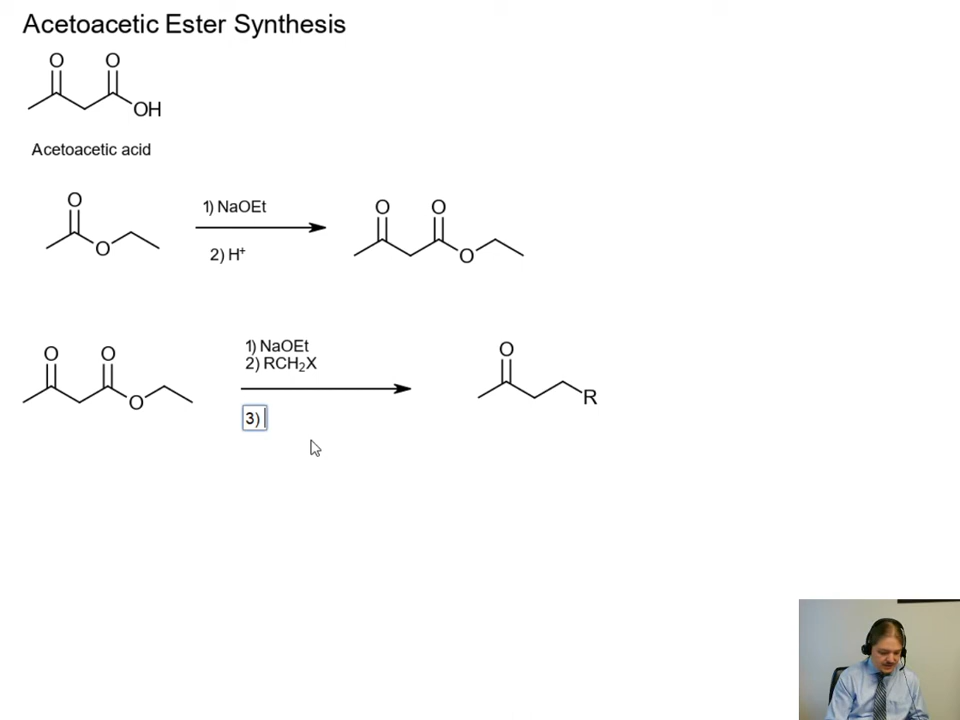 Acetoacetic Ester Synthesis
O O
OH
Acetoacetic acid
O
O
1) NaOEt
2) H⁺
O O
O
O O
O
1) NaOEt
2) RCH₂X
3)
O
R